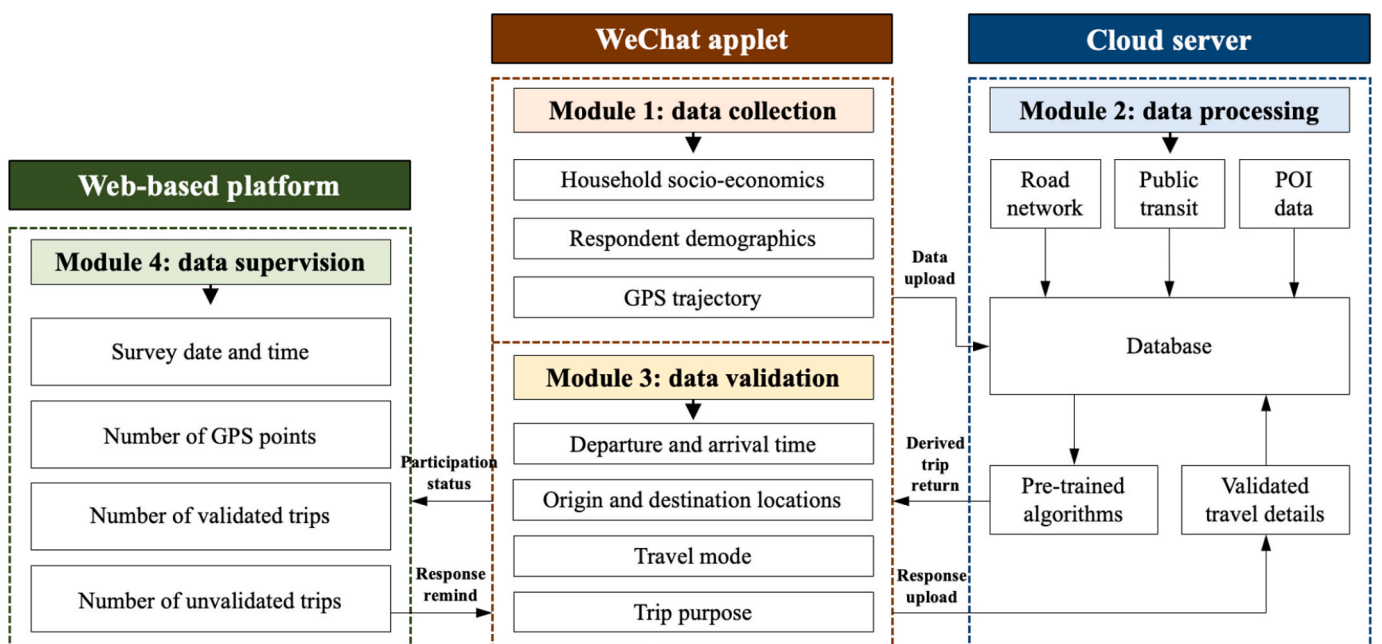 Web-based platform
Module 4: data supervision
Survey date and time
Number of GPS points
Number of validated trips
Number of unvalidated trips
Participation
status
Response
remind
WeChat applet
Module 1: data collection
Household socio-economics
Respondent demographics
GPS trajectory
Module 3: data validation
Departure and arrival time
Origin and destination locations
Travel mode
Trip purpose
Data
upload
Derived
trip
return
Response
upload
Cloud server
Module 2: data processing
Road
network
Public
transit
POI
data
Database
Pre-trained
algorithms
Validated
travel details